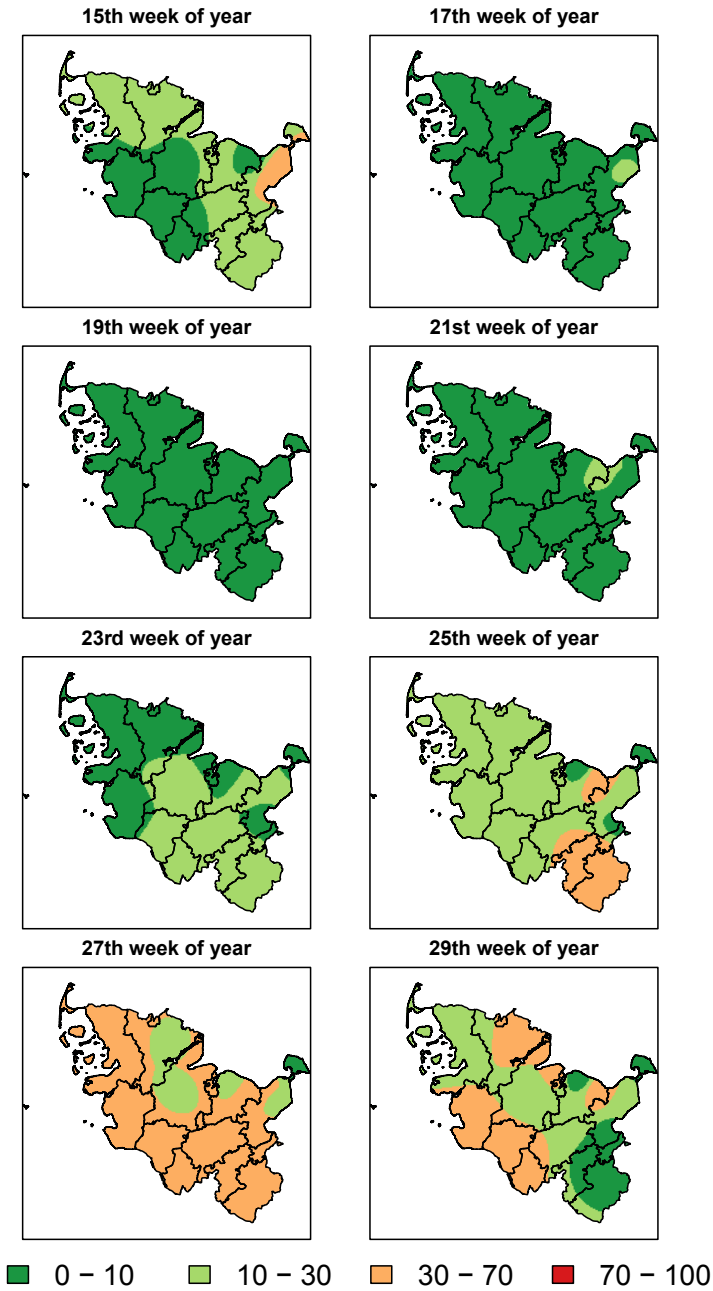 15th week of year
17th week of year
19th week of year
21st week of year
23rd week of year
25th week of year
27th week of year
29th week of year
0 − 10
10 − 30
30 − 70
70 − 100